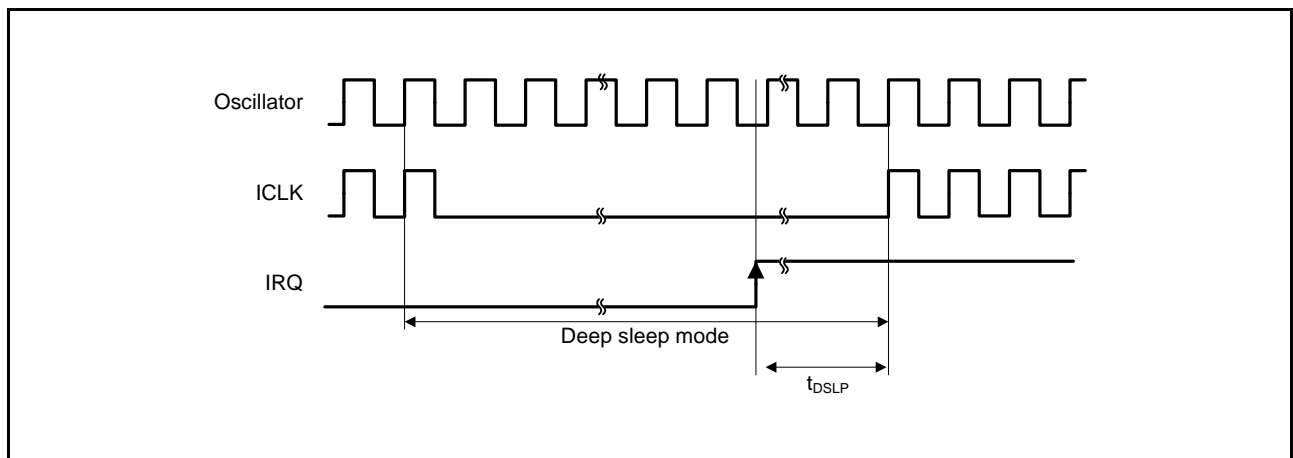 Oscillator
ICLK
IRQ
Deep sleep mode
tDSLP